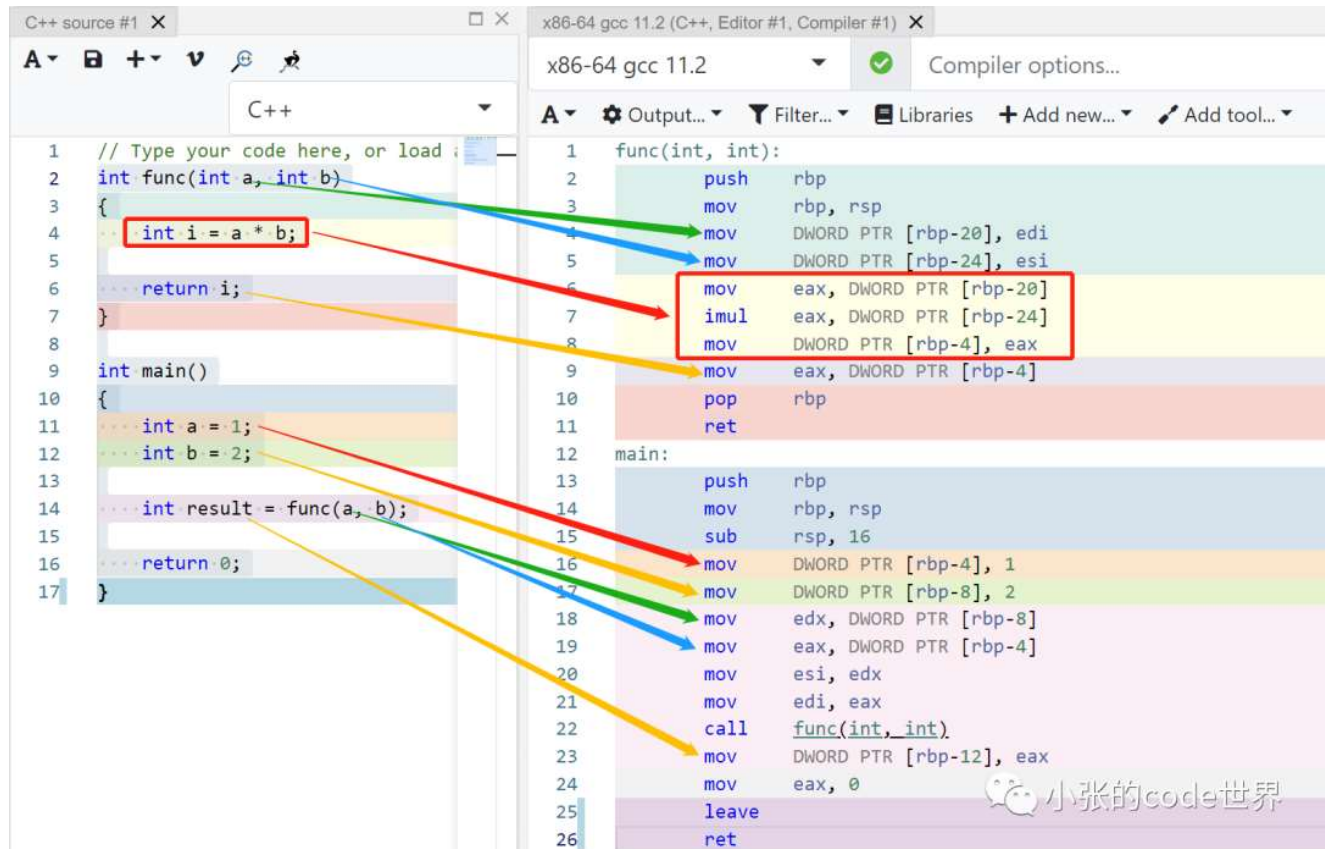 C++ source #1 X
A
C++
1 // Type your code here, or load
2 int func(int a, int b)
3 {
4 int i = a * b;
5
6 return i;
7 }
8
9 int main()
10 {
11 int a = 1;
12 int b = 2;
13
14 int result = func(a, b);
15
16 return 0;
17 }
x86-64 gcc 11.2 (C++, Editor #1, Compiler #1) X
x86-64 gcc 11.2 Compiler options...
A Output... Filter... Libraries + Add new... Add tool...
1 func(int, int):
2 push rbp
3 mov rbp, rsp
4 mov DWORD PTR [rbp-20], edi
5 mov DWORD PTR [rbp-24], esi
6 mov eax, DWORD PTR [rbp-20]
7 imul eax, DWORD PTR [rbp-24]
8 mov DWORD PTR [rbp-4], eax
9 mov eax, DWORD PTR [rbp-4]
10 pop rbp
11 ret
12 main:
13 push rbp
14 mov rbp, rsp
15 sub rsp, 16
16 mov DWORD PTR [rbp-4], 1
17 mov DWORD PTR [rbp-8], 2
18 mov edx, DWORD PTR [rbp-8]
19 mov eax, DWORD PTR [rbp-4]
20 mov esi, edx
21 mov edi, eax
22 call func(int, int)
23 mov DWORD PTR [rbp-12], eax
24 mov eax, 0
25 leave
26 ret
小张的code世界